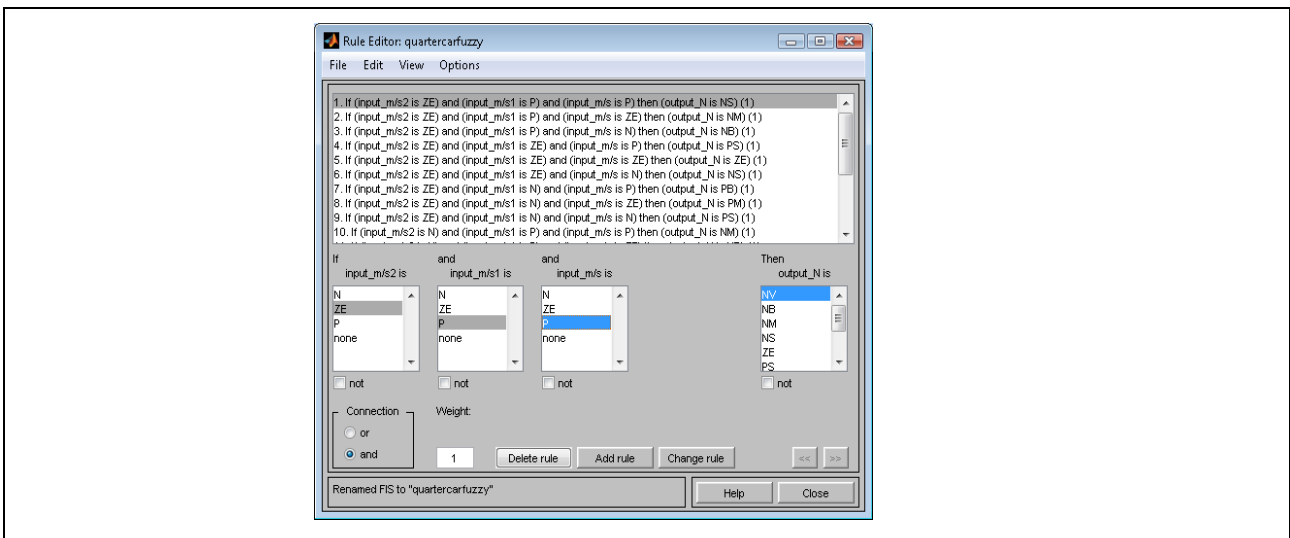 Rule Editor: quartercarfuzzy
File Edit View Options
1. If (input_m/s2 is ZE) and (input_m/s1 is P) and (input_m/s is P) then (output_N is NS) (1)
2. If (input_m/s2 is ZE) and (input_m/s1 is P) and (input_m/s is ZE) then (output_N is NM) (1)
3. If (input_m/s2 is ZE) and (input_m/s1 is P) and (input_m/s is N) then (output_N is NB) (1)
4. If (input_m/s2 is ZE) and (input_m/s1 is ZE) and (input_m/s is P) then (output_N is PS) (1)
5. If (input_m/s2 is ZE) and (input_m/s1 is ZE) and (input_m/s is ZE) then (output_N is ZE) (1)
6. If (input_m/s2 is ZE) and (input_m/s1 is ZE) and (input_m/s is N) then (output_N is NS) (1)
7. If (input_m/s2 is ZE) and (input_m/s1 is N) and (input_m/s is P) then (output_N is PB) (1)
8. If (input_m/s2 is ZE) and (input_m/s1 is N) and (input_m/s is ZE) then (output_N is PM) (1)
9. If (input_m/s2 is ZE) and (input_m/s1 is N) and (input_m/s is N) then (output_N is PS) (1)
10. If (input_m/s2 is N) and (input_m/s1 is P) and (input_m/s is P) then (output_N is NM) (1)
If and and Then
input_m/s2 is input_m/s1 is input_m/s is output_N is
N N N NV
ZE ZE ZE NB
P P P NM
none none none NS
ZE
PS
not not not not
Connection Weight:
or
and 1 Delete rule Add rule Change rule << >>
Renamed FIS to "quartercarfuzzy" Help Close